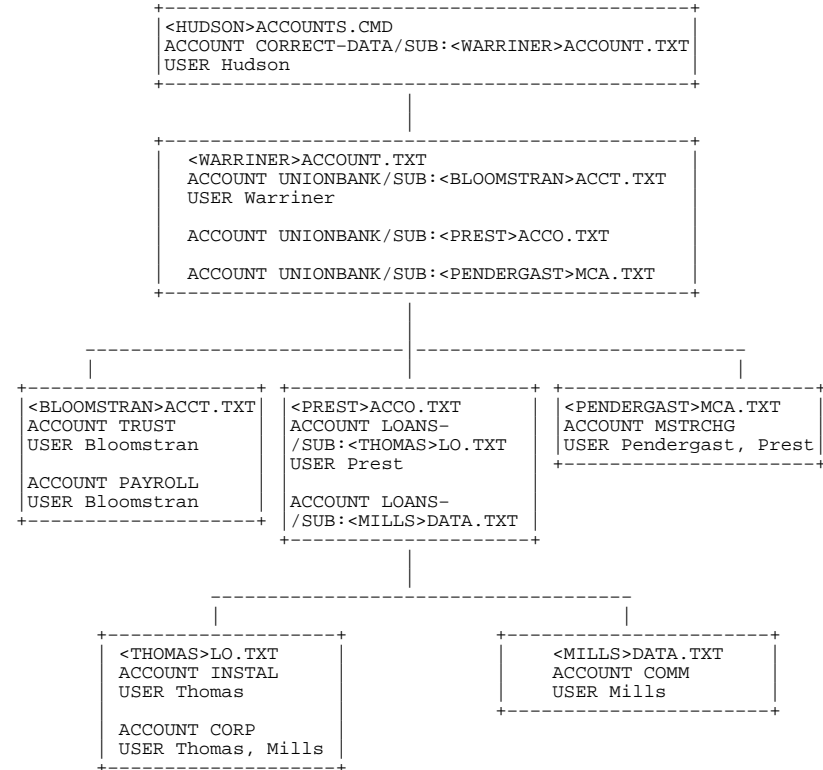 <HUDSON>ACCOUNTS.CMD
ACCOUNT CORRECT-DATA/SUB:<WARRINER>ACCOUNT.TXT
USER Hudson
<WARRINER>ACCOUNT.TXT
ACCOUNT UNIONBANK/SUB:<BLOOMSTRAN>ACCT.TXT
USER Warriner
ACCOUNT UNIONBANK/SUB:<PREST>ACCO.TXT
ACCOUNT UNIONBANK/SUB:<PENDERGAST>MCA.TXT
<BLOOMSTRAN>ACCT.TXT
ACCOUNT TRUST
USER Bloomstran
ACCOUNT PAYROLL
USER Bloomstran
<PREST>ACCO.TXT
ACCOUNT LOANS-
/SUB:<THOMAS>LO.TXT
USER Prest
ACCOUNT LOANS-
/SUB:<MILLS>DATA.TXT
<PENDERGAST>MCA.TXT
ACCOUNT MSTRCHG
USER Pendergast, Prest
<THOMAS>LO.TXT
ACCOUNT INSTAL
USER Thomas
ACCOUNT CORP
USER Thomas, Mills
<MILLS>DATA.TXT
ACCOUNT COMM
USER Mills